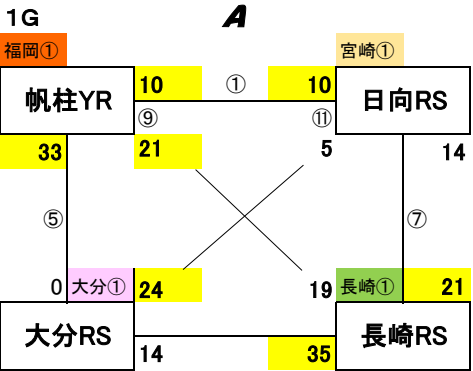 1G A
福岡① 宮崎①
帆柱YR 10 ① 10 日向RS
⑨ ⑪
33 21 5 14
⑤ ⑦
0 大分① 24 19 長崎① 21
大分RS 14 35 長崎RS